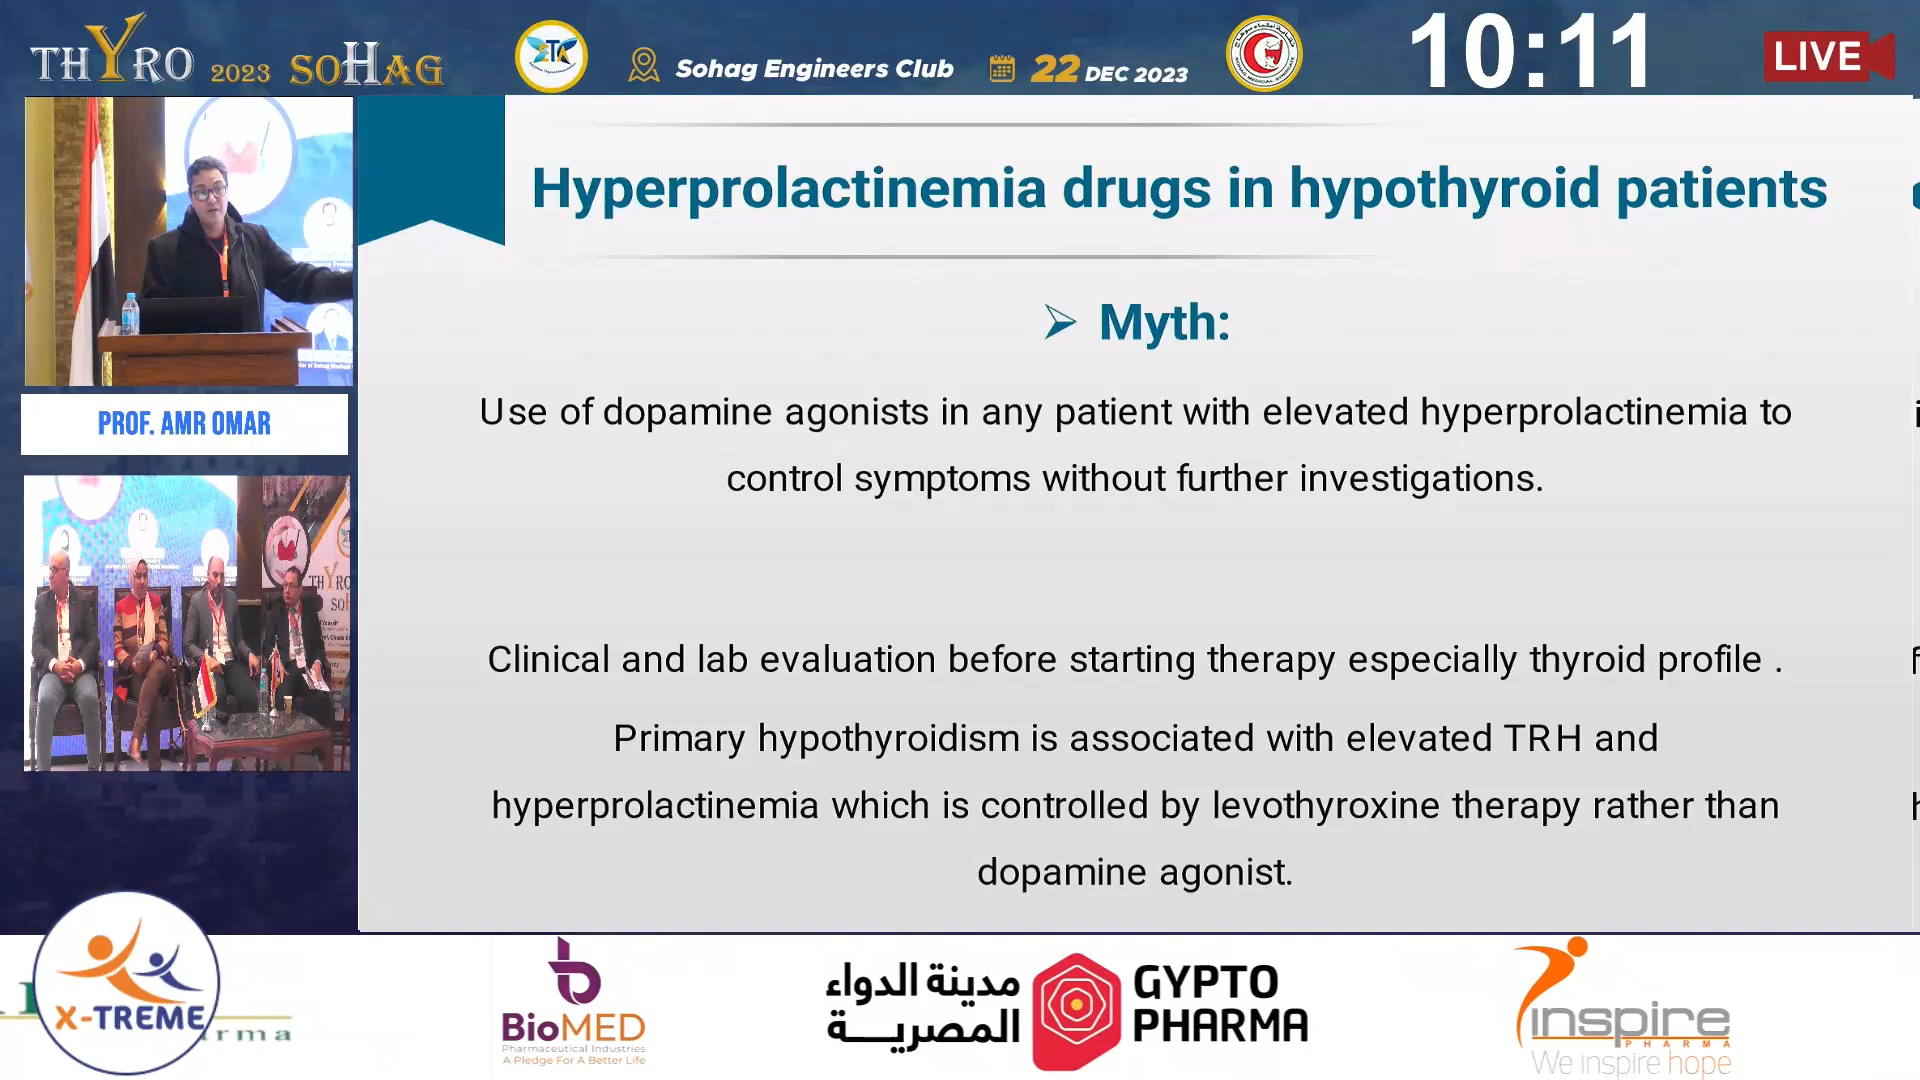 THYRO 2023 SOHAG
ETA
Sohag Engineers Club
22 DEC 2023
10:11
LIVE
Hyperprolactinemia drugs in hypothyroid patients
➢ Myth:
Use of dopamine agonists in any patient with elevated hyperprolactinemia to
control symptoms without further investigations.
Clinical and lab evaluation before starting therapy especially thyroid profile .
Primary hypothyroidism is associated with elevated TRH and
hyperprolactinemia which is controlled by levothyroxine therapy rather than
dopamine agonist.
PROF. AMR OMAR
THYRO
X-TREME
rma
BioMED
Pharmaceutical Industries
A Pledge For A Better Life
مدينة الدواء
المصرية
GYPTO
PHARMA
inspire
PHARMA
We inspire hope